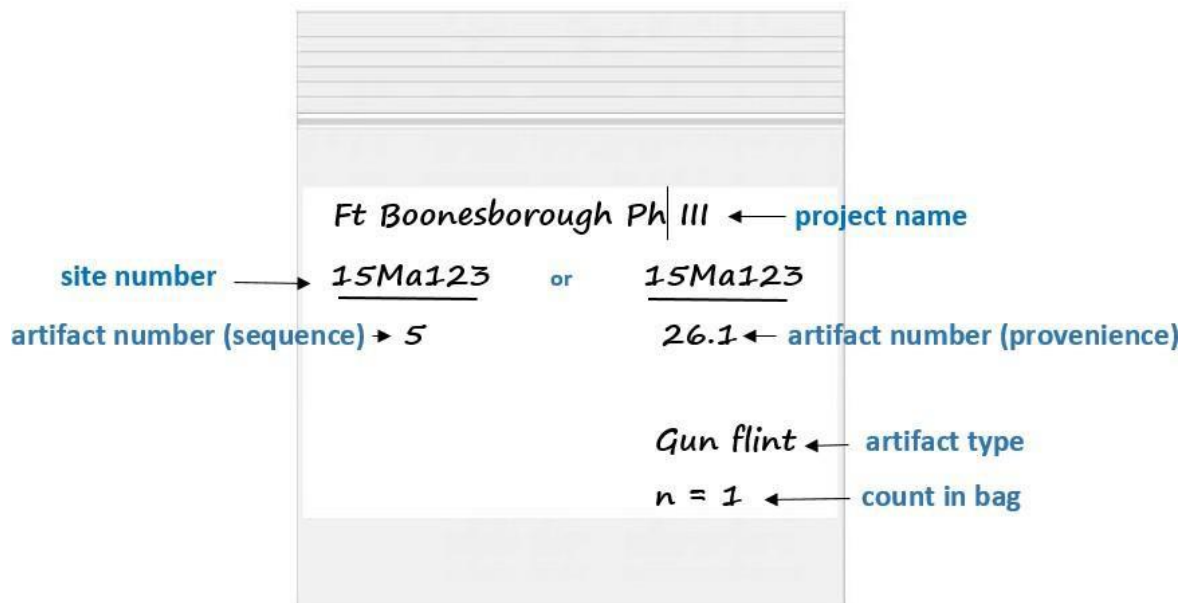 Ft Boonesborough Ph III ← project name
site number → 15Ma123 or 15Ma123
artifact number (sequence) → 5 26.1 ← artifact number (provenience)
Gun flint ← artifact type
n = 1 ← count in bag